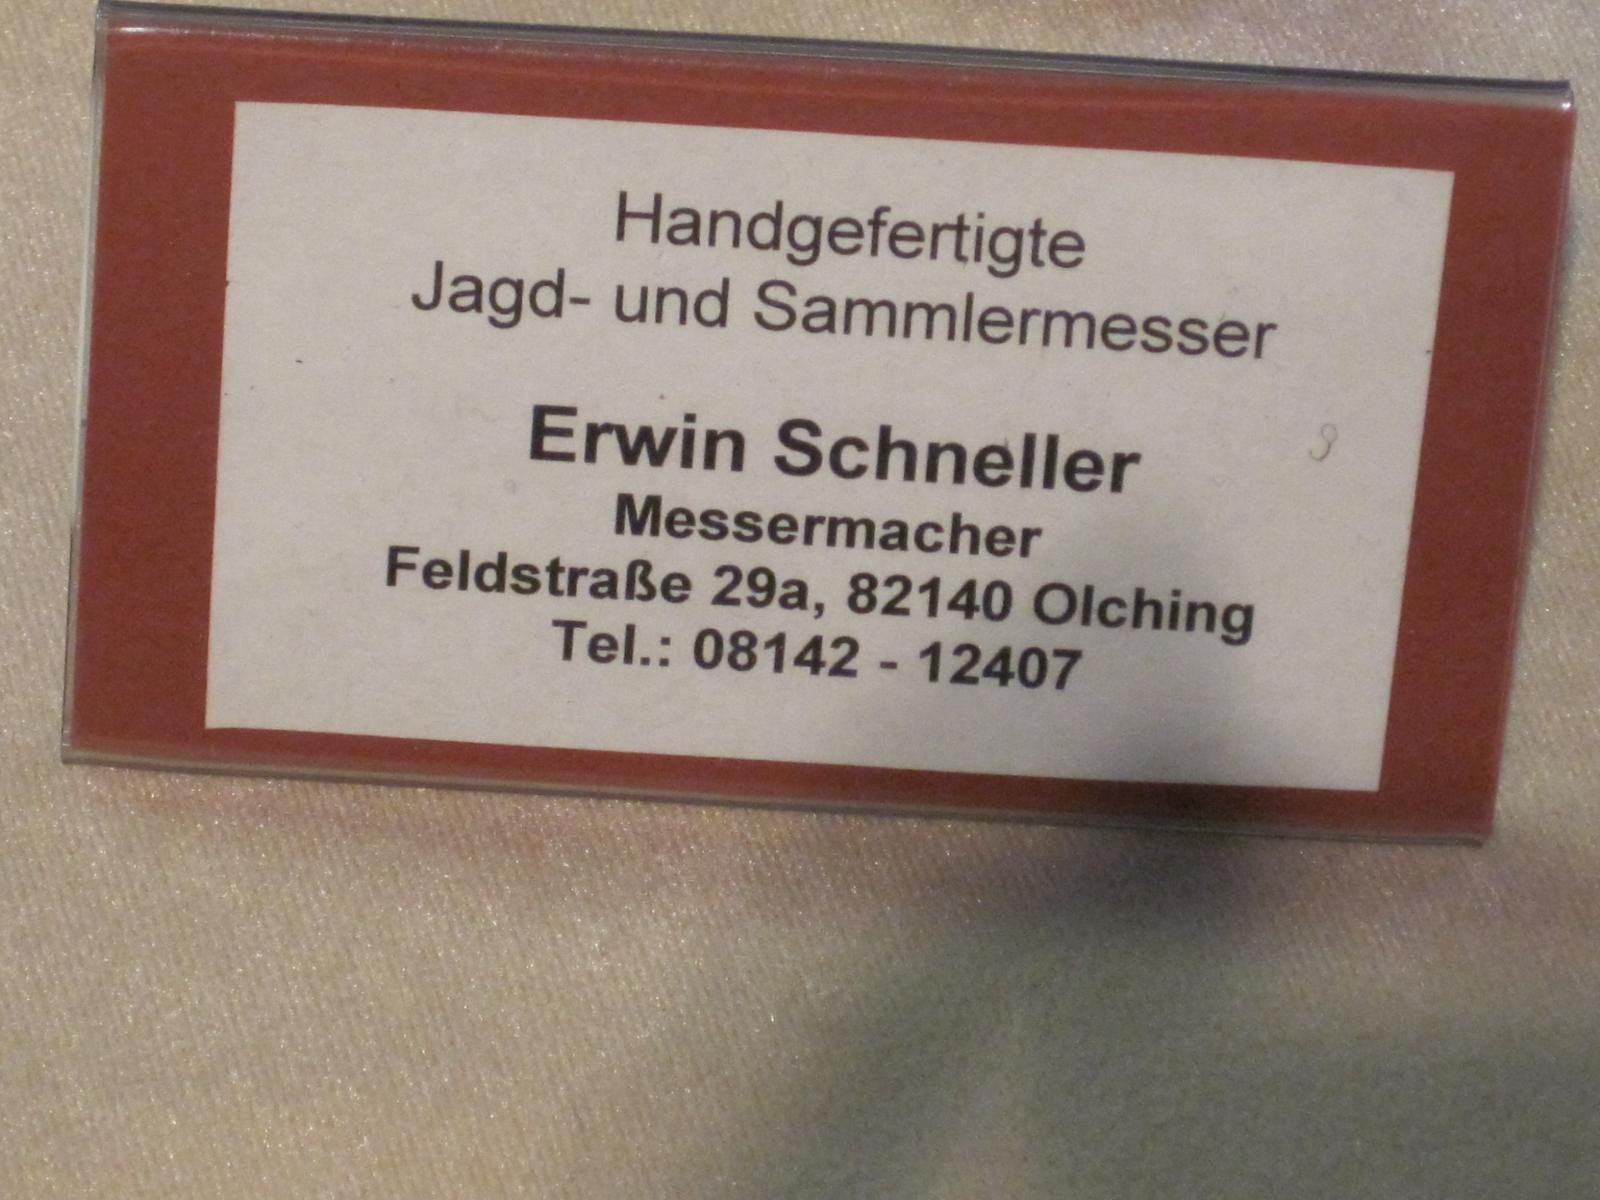 Handgefertigte
Jagd- und Sammlermesser
Erwin Schneller
Messermacher
Feldstraße 29a, 82140 Olching
Tel.: 08142 - 12407